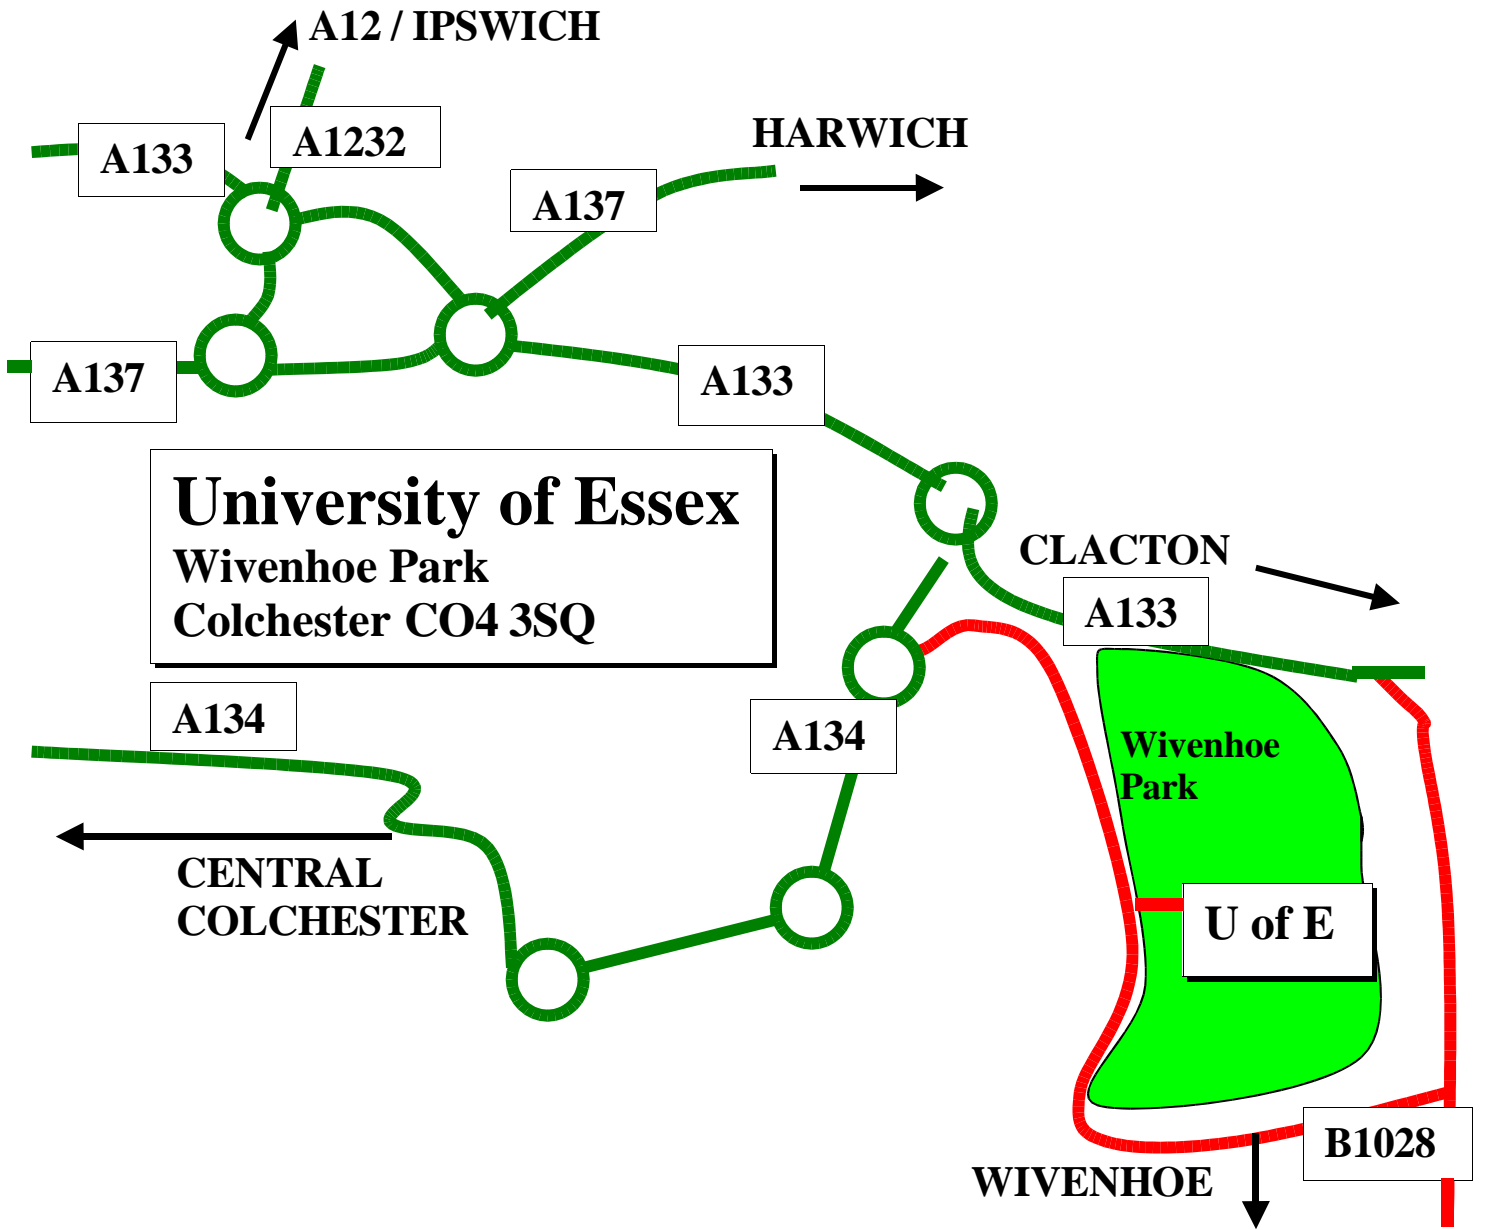 A12 / IPSWICH
A1232
HARWICH
A133
A137
A137
A133
University of Essex
Wivenhoe Park
Colchester CO4 3SQ
CLACTON
A133
A134
A134
Wivenhoe
Park
CENTRAL
COLCHESTER
U of E
B1028
WIVENHOE